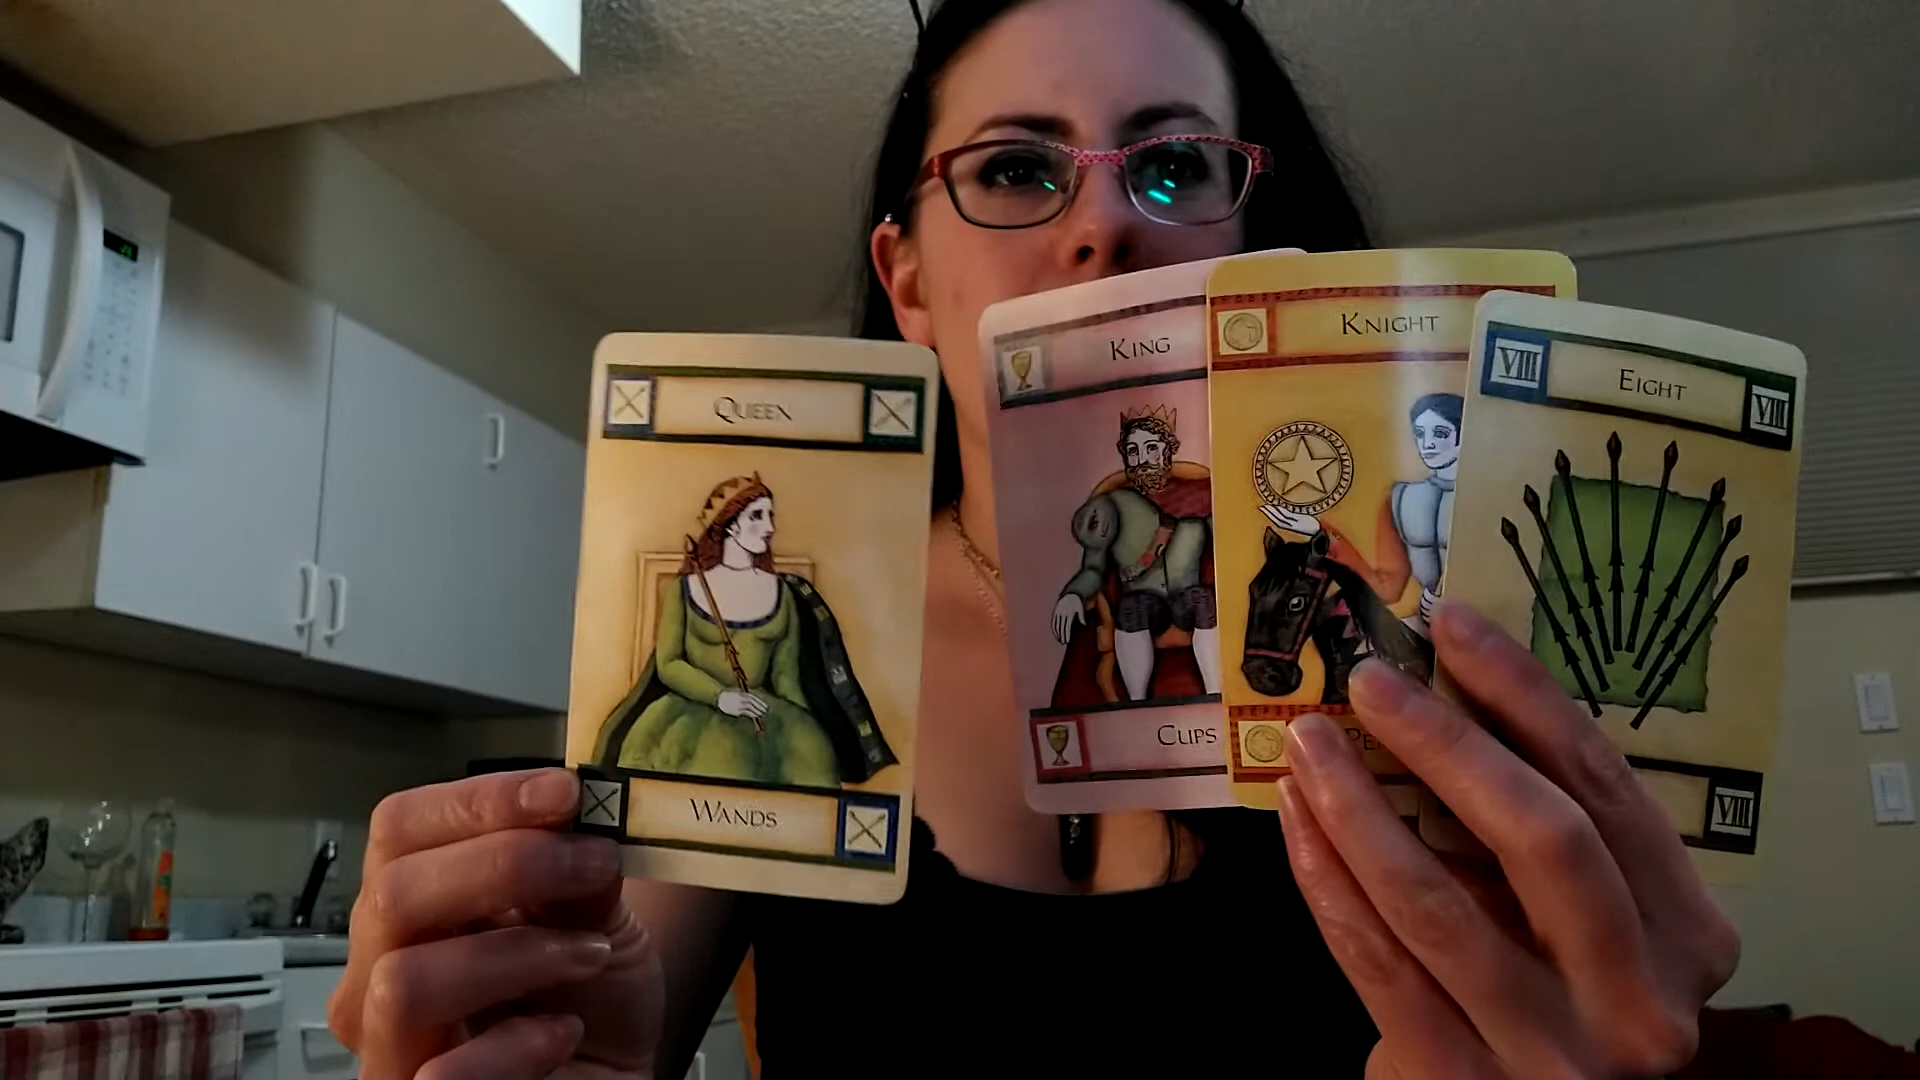 Queen
Wands
King
Cups
Knight
VIII Eight VIII
VIII